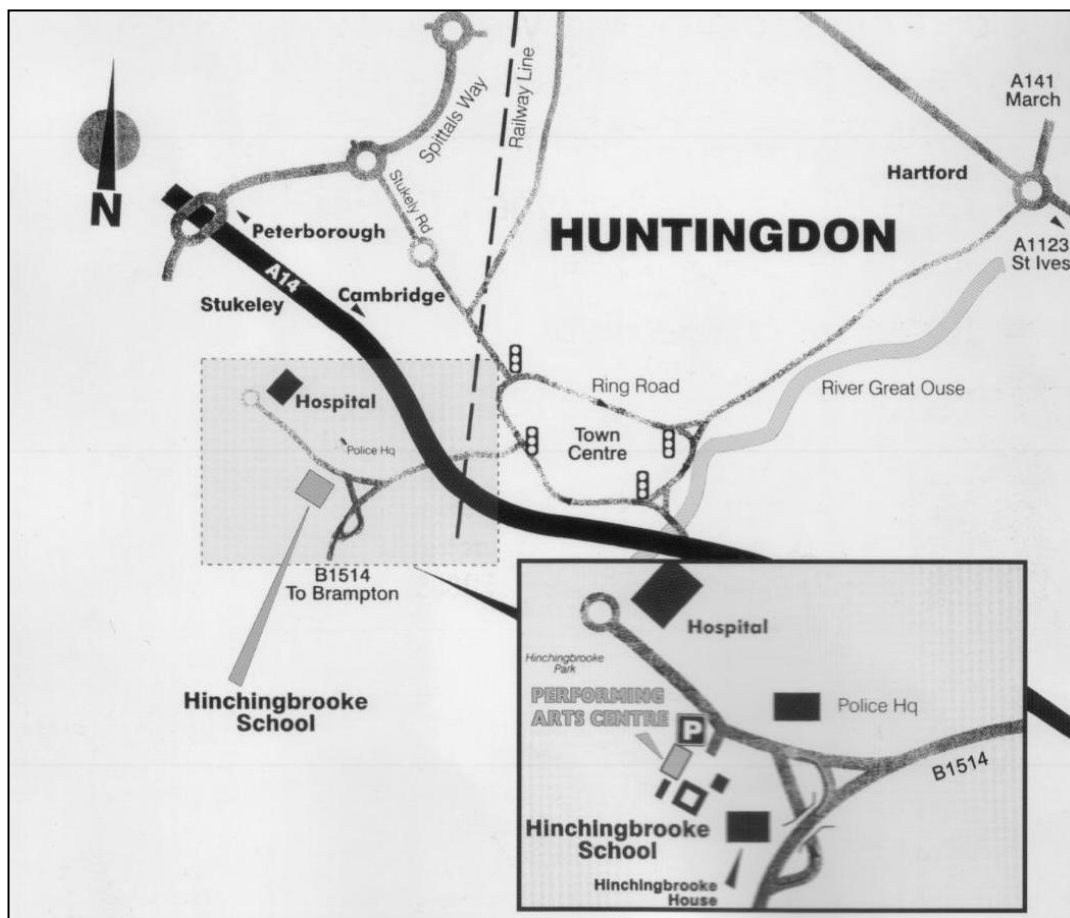 A141
March
Spittals Way
Railway Line
Hartford
Stukely Rd
N
Peterborough
HUNTINGDON
A1123
St Ives
A14
Cambridge
Stukeley
Ring Road
River Great Ouse
Hospital
Town
Centre
Police Hq
B1514
To Brampton
Hinchingbrooke
School
Hospital
Hinchingbrooke
Park
PERFORMING
ARTS CENTRE
P
Police Hq
B1514
Hinchingbrooke
School
Hinchingbrooke
House